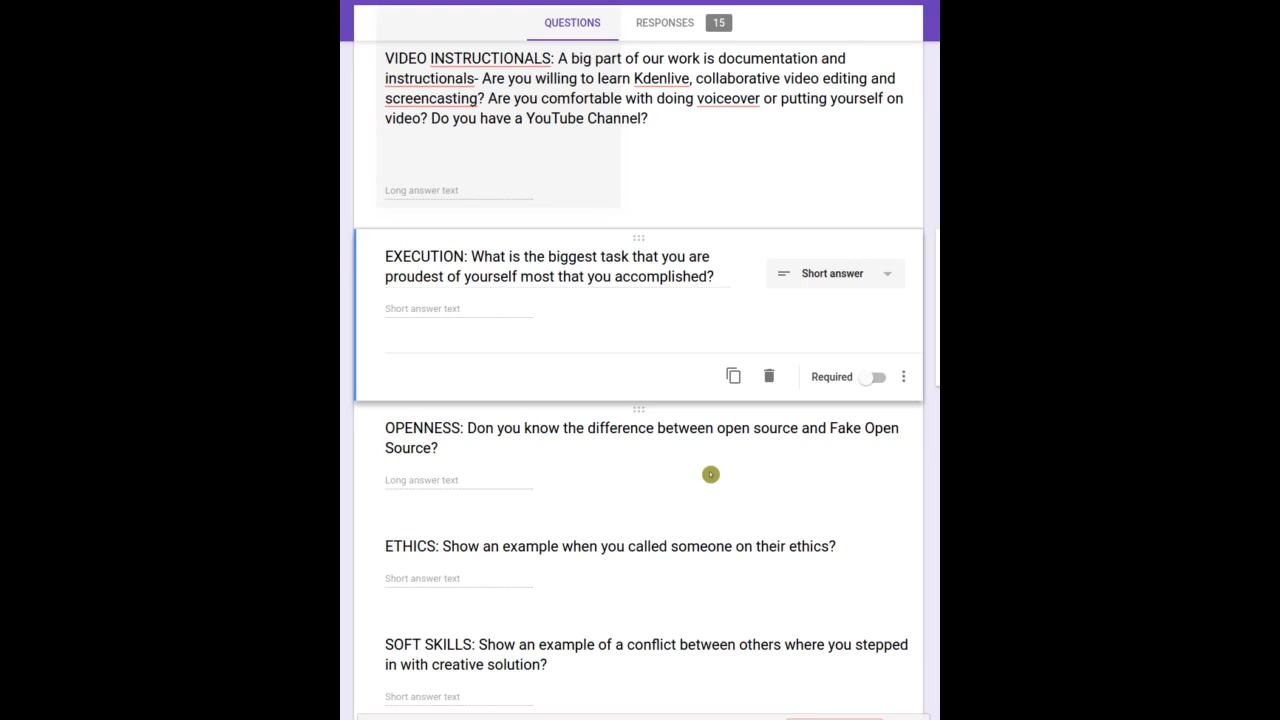 QUESTIONS RESPONSES 15
VIDEO INSTRUCTIONALS: A big part of our work is documentation and
instructionals- Are you willing to learn Kdenlive, collaborative video editing and
screencasting? Are you comfortable with doing voiceover or putting yourself on
video? Do you have a YouTube Channel?
Long answer text
EXECUTION: What is the biggest task that you are
proudest of yourself most that you accomplished?
Short answer
Short answer text
Required
OPENNESS: Don you know the difference between open source and Fake Open
Source?
Long answer text
ETHICS: Show an example when you called someone on their ethics?
Short answer text
SOFT SKILLS: Show an example of a conflict between others where you stepped
in with creative solution?
Short answer text